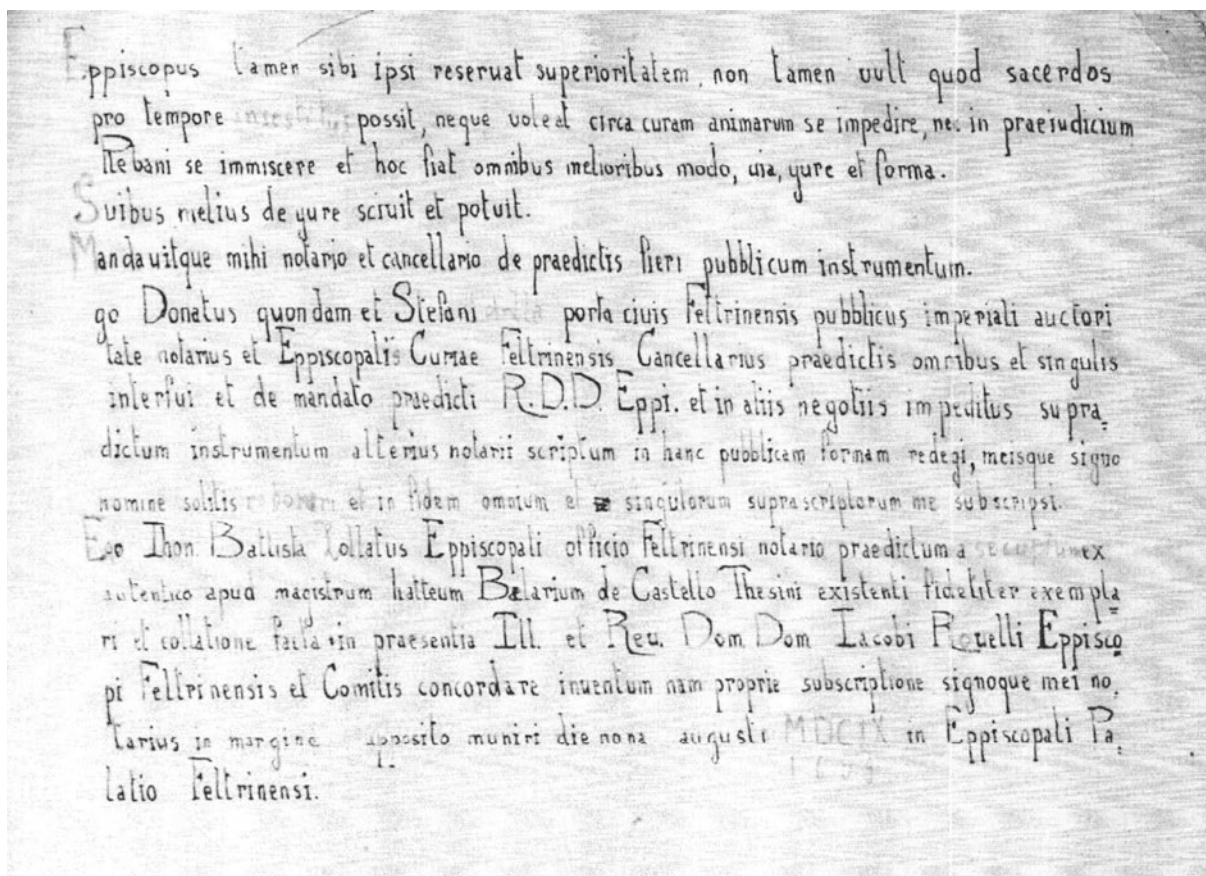 Eppiscopus tamen sibi ipsi reseruat superioritatem, non tamen uult quod sacerdos
pro tempore possit, neque uoleat circa curam animarum se impedire, nec in praeiudicium
Plebani se immiscere et hoc fiat omnibus melioribus modo, uia, yure et forma.
Suibus melius de yure sciuit et potuit.
Mandauitque mihi notario et cancellario de praedictis fieri pubblicum instrumentum.
go Donatus quondam et Stefani porta ciuis Feltrinensis pubblicus imperiali auctori
tate notarius et Eppiscopalis Curiae Feltrinensis Cancellarius praedictis omnibus et singulis
interfui et de mandato praedicti R.D.D. Eppi. et in aliis negotiis impeditus supra=
dictum instrumentum alterius notarii scriptum in hanc pubblicam formam redegi, meisque signo
nomine solitis et in fidem omnium et singulorum suprascriptorum me subscripsi.
Ego Ihon. Battista Eppiscopali officio Feltrinensi notario praedictum a ex
autentico apud magistrum Balarium de Castello Thesini existenti fideliter exempla=
ri et collatione facta in praesentia Ill. et Reu. Dom Dom Iacobi Rouelli Eppisco=
pi Feltrinensis et Comitis concordare inuentum nam proprie subscriptione signoque mei no=
tarius in margine apposito muniri die nona augusti MDCIX in Eppiscopali Pa=
latio Feltrinensi.